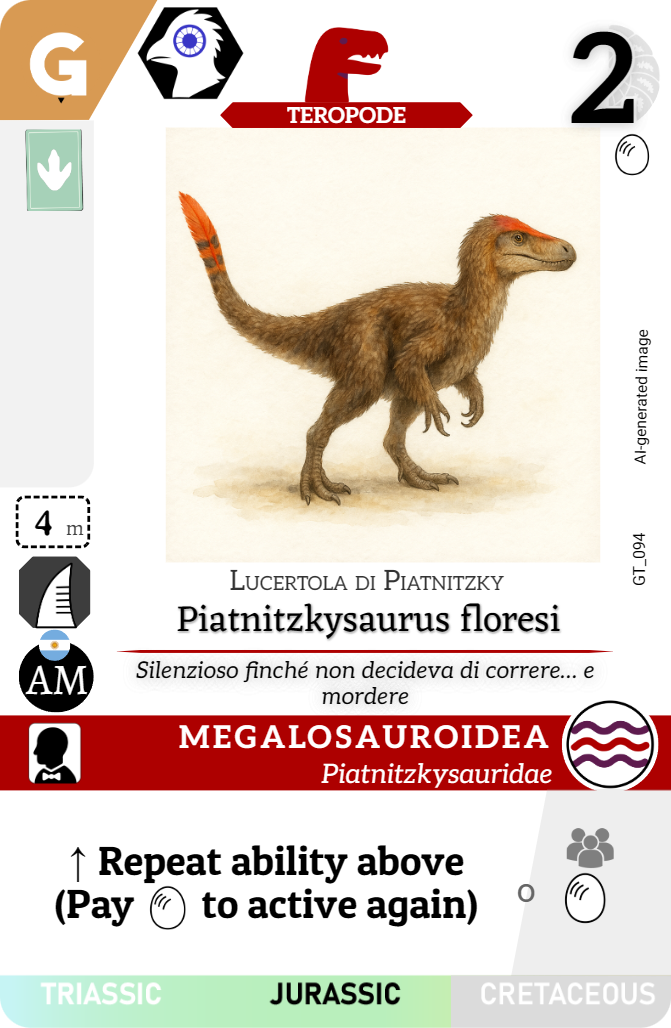 G
2
TEROPODE
AI-generated image
GT_094
4 m
AM
Lucertola di Piatnitzky
Piatnitzkysaurus floresi
Silenzioso finché non decideva di correre... e
mordere
MEGALOSAUROIDEA
Piatnitzkysauridae
↑ Repeat ability above
(Pay to active again)
o
TRIASSIC JURASSIC CRETACEOUS